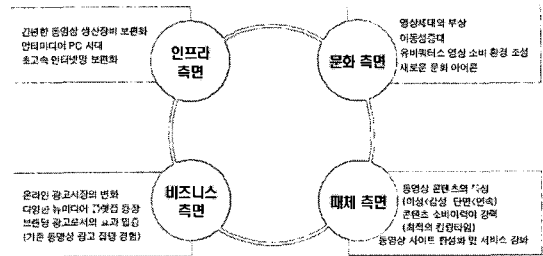 간편한 동영상 생산장비 보편화
멀티미디어 PC 시대
초고속 인터넷망 보편화
인프라
측면
영상세대의 부상
이동성증대
유비쿼터스 영상 소비 환경 조성
새로운 문화 아이콘
문화 측면
온라인 광고시장의 변화
다양한 뉴미디어 플랫폼 등장
브랜딩 광고로서의 효과 입증
(기존 동영상 광고 집행 경험)
비즈니스
측면
매체 측면
동영상 콘텐츠의 특성
(이성<감성 단면<연속)
콘텐츠 소비이력이 강력
(최적의 킬링타임)
동영상 사이트 활성화 및 서비스 강화